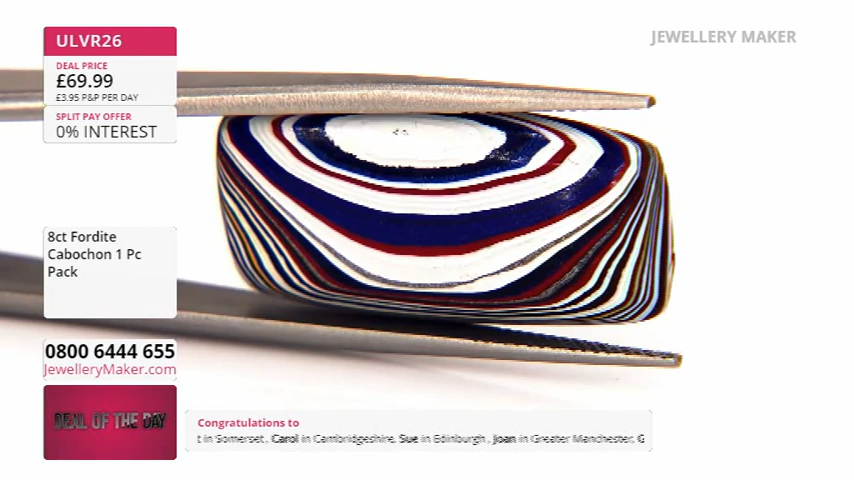 ULVR26
JEWELLERY MAKER
DEAL PRICE
£69.99
£3.95 P&P PER DAY
SPLIT PAY OFFER
0% INTEREST
8ct Fordite
Cabochon 1 Pc
Pack
0800 6444 655
JewelleryMaker.com
DEAL OF THE DAY
Congratulations to
t in Somerset, Carol in Cambridgeshire, Sue in Edinburgh, Joan in Greater Manchester, G